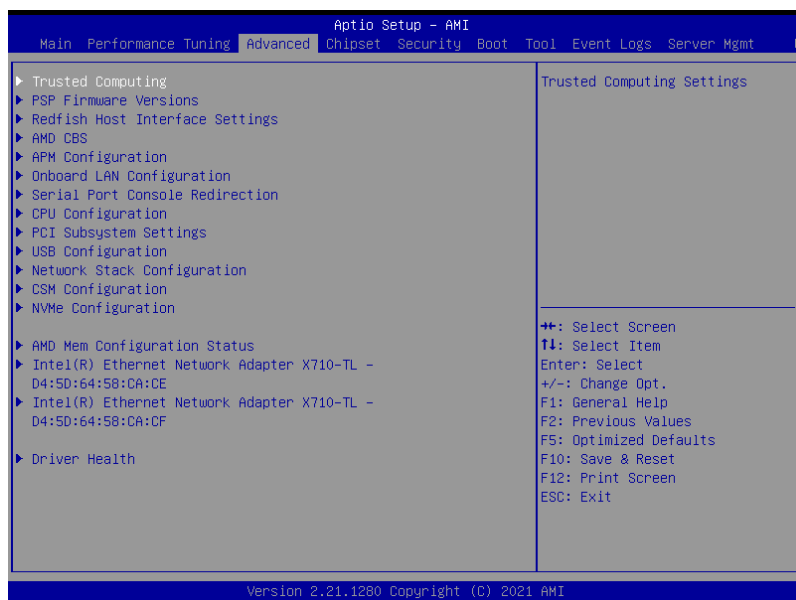 Aptio Setup – AMI
Main Performance Tuning Advanced Chipset Security Boot Tool Event Logs Server Mgmt
Trusted Computing
PSP Firmware Versions
Redfish Host Interface Settings
AMD CBS
APM Configuration
Onboard LAN Configuration
Serial Port Console Redirection
CPU Configuration
PCI Subsystem Settings
USB Configuration
Network Stack Configuration
CSM Configuration
NVMe Configuration
AMD Mem Configuration Status
Intel(R) Ethernet Network Adapter X710–TL –
D4:5D:64:58:CA:CE
Intel(R) Ethernet Network Adapter X710–TL –
D4:5D:64:58:CA:CF
Driver Health
Trusted Computing Settings
→←: Select Screen
↑↓: Select Item
Enter: Select
+/–: Change Opt.
F1: General Help
F2: Previous Values
F5: Optimized Defaults
F10: Save & Reset
F12: Print Screen
ESC: Exit
Version 2.21.1280 Copyright (C) 2021 AMI